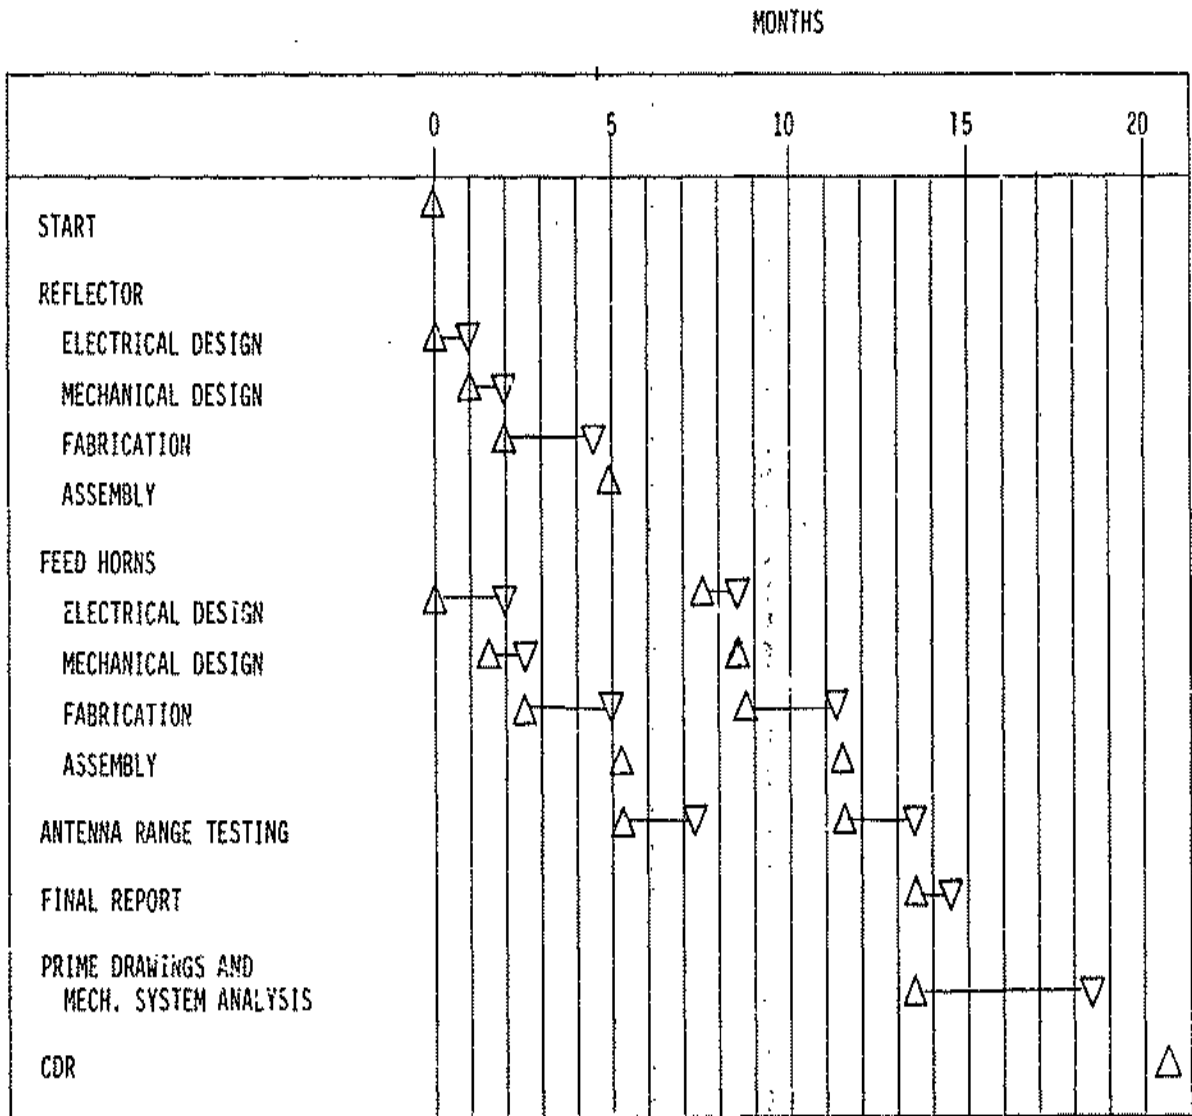 MONTHS
0 5 10 15 20
START
REFLECTOR
ELECTRICAL DESIGN
MECHANICAL DESIGN
FABRICATION
ASSEMBLY
FEED HORNS
ELECTRICAL DESIGN
MECHANICAL DESIGN
FABRICATION
ASSEMBLY
ANTENNA RANGE TESTING
FINAL REPORT
PRIME DRAWINGS AND
MECH. SYSTEM ANALYSIS
CDR